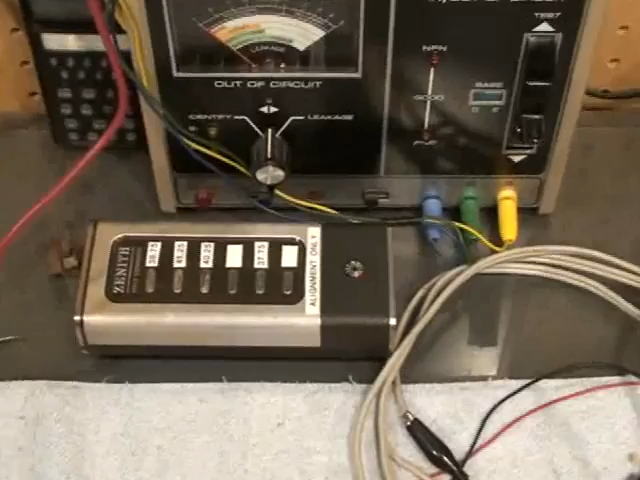 TEST
LEAKAGE
OUT OF CIRCUIT
NPN
GOOD
BASE
PNP
IDENTIFY
LEAKAGE
ZENITH
39.75
41.25
40.25
37.75
ALIGNMENT ONLY